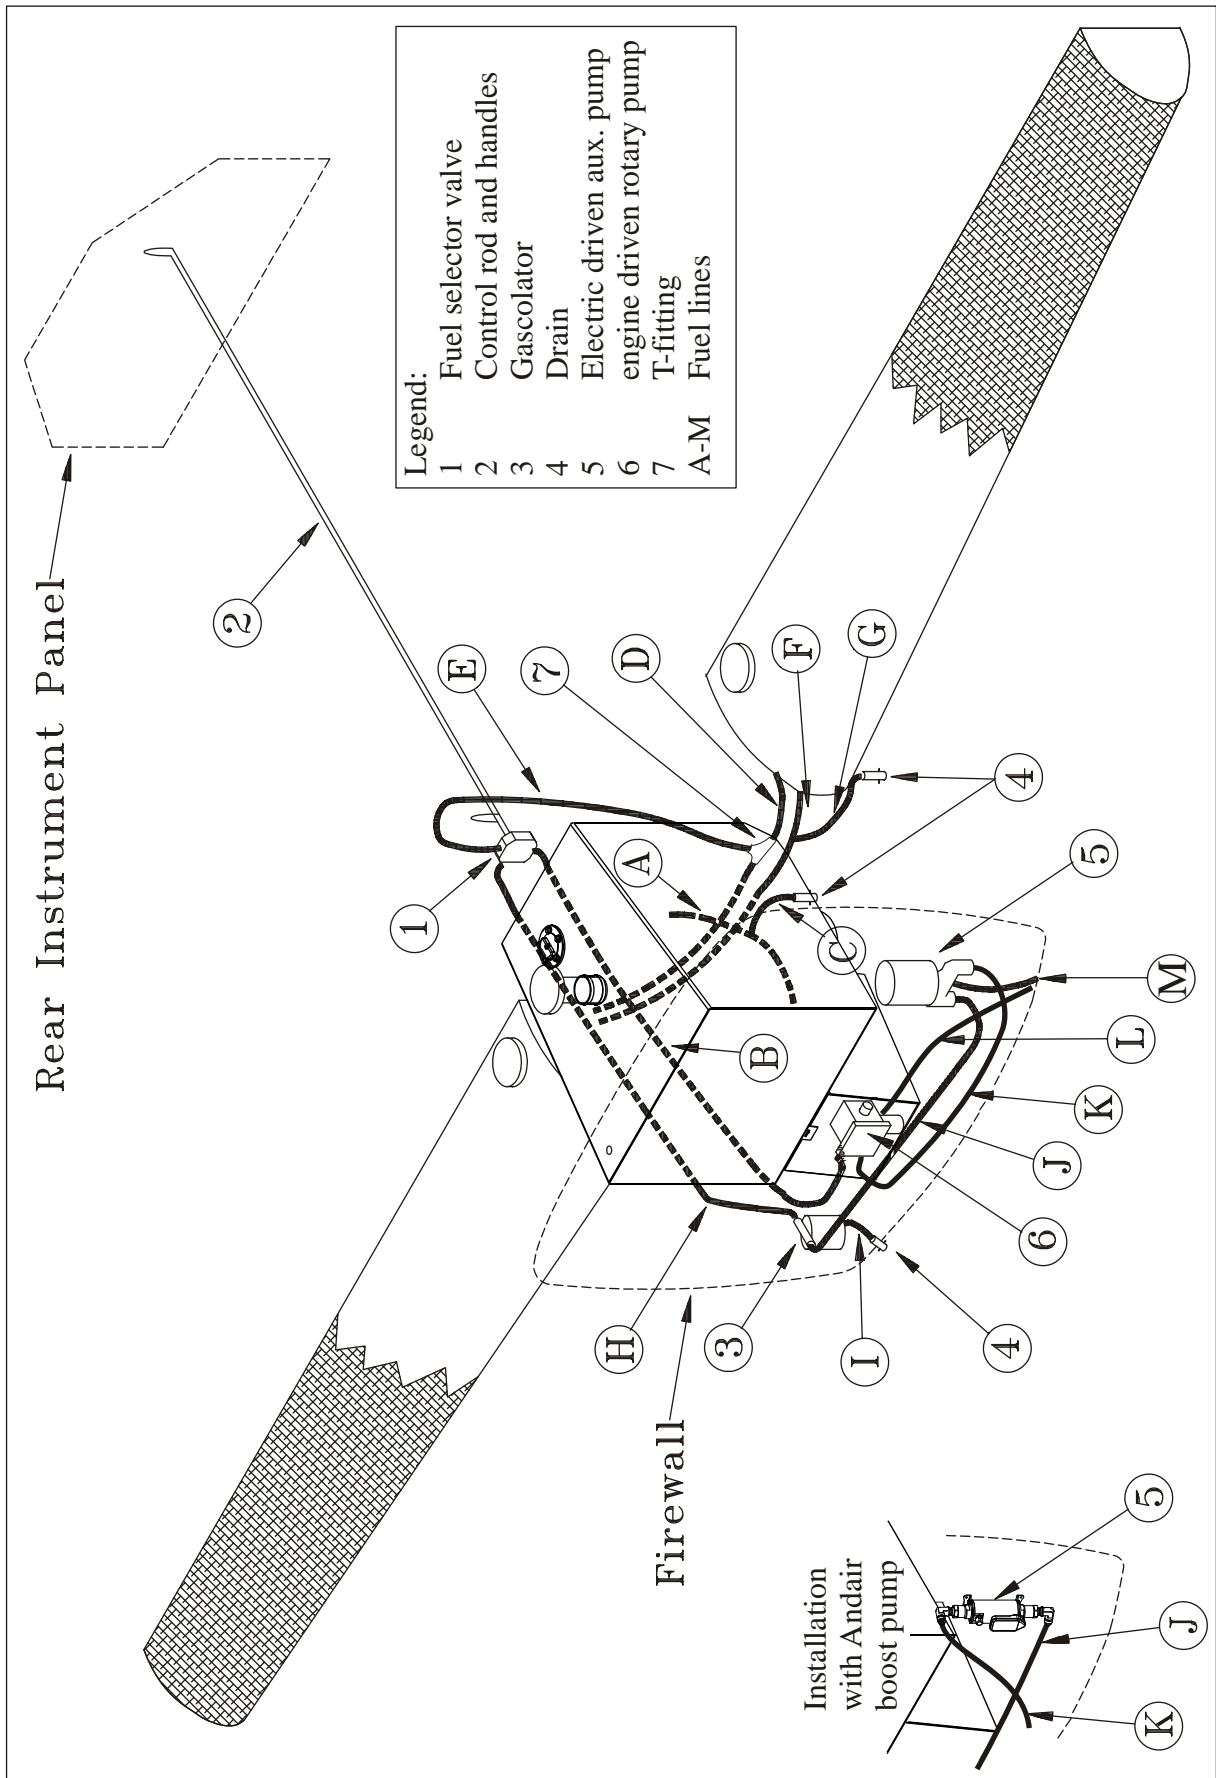 Rear Instrument Panel
Legend:
1 Fuel selector valve
2 Control rod and handles
3 Gascolator
4 Drain
5 Electric driven aux. pump
6 engine driven rotary pump
7 T-fitting
A-M Fuel lines
2
E
7
D
F
G
1
A
4
C
5
B
M
L
K
J
H
3
I
6
4
Firewall
Installation
with Andair
boost pump
5
J
K